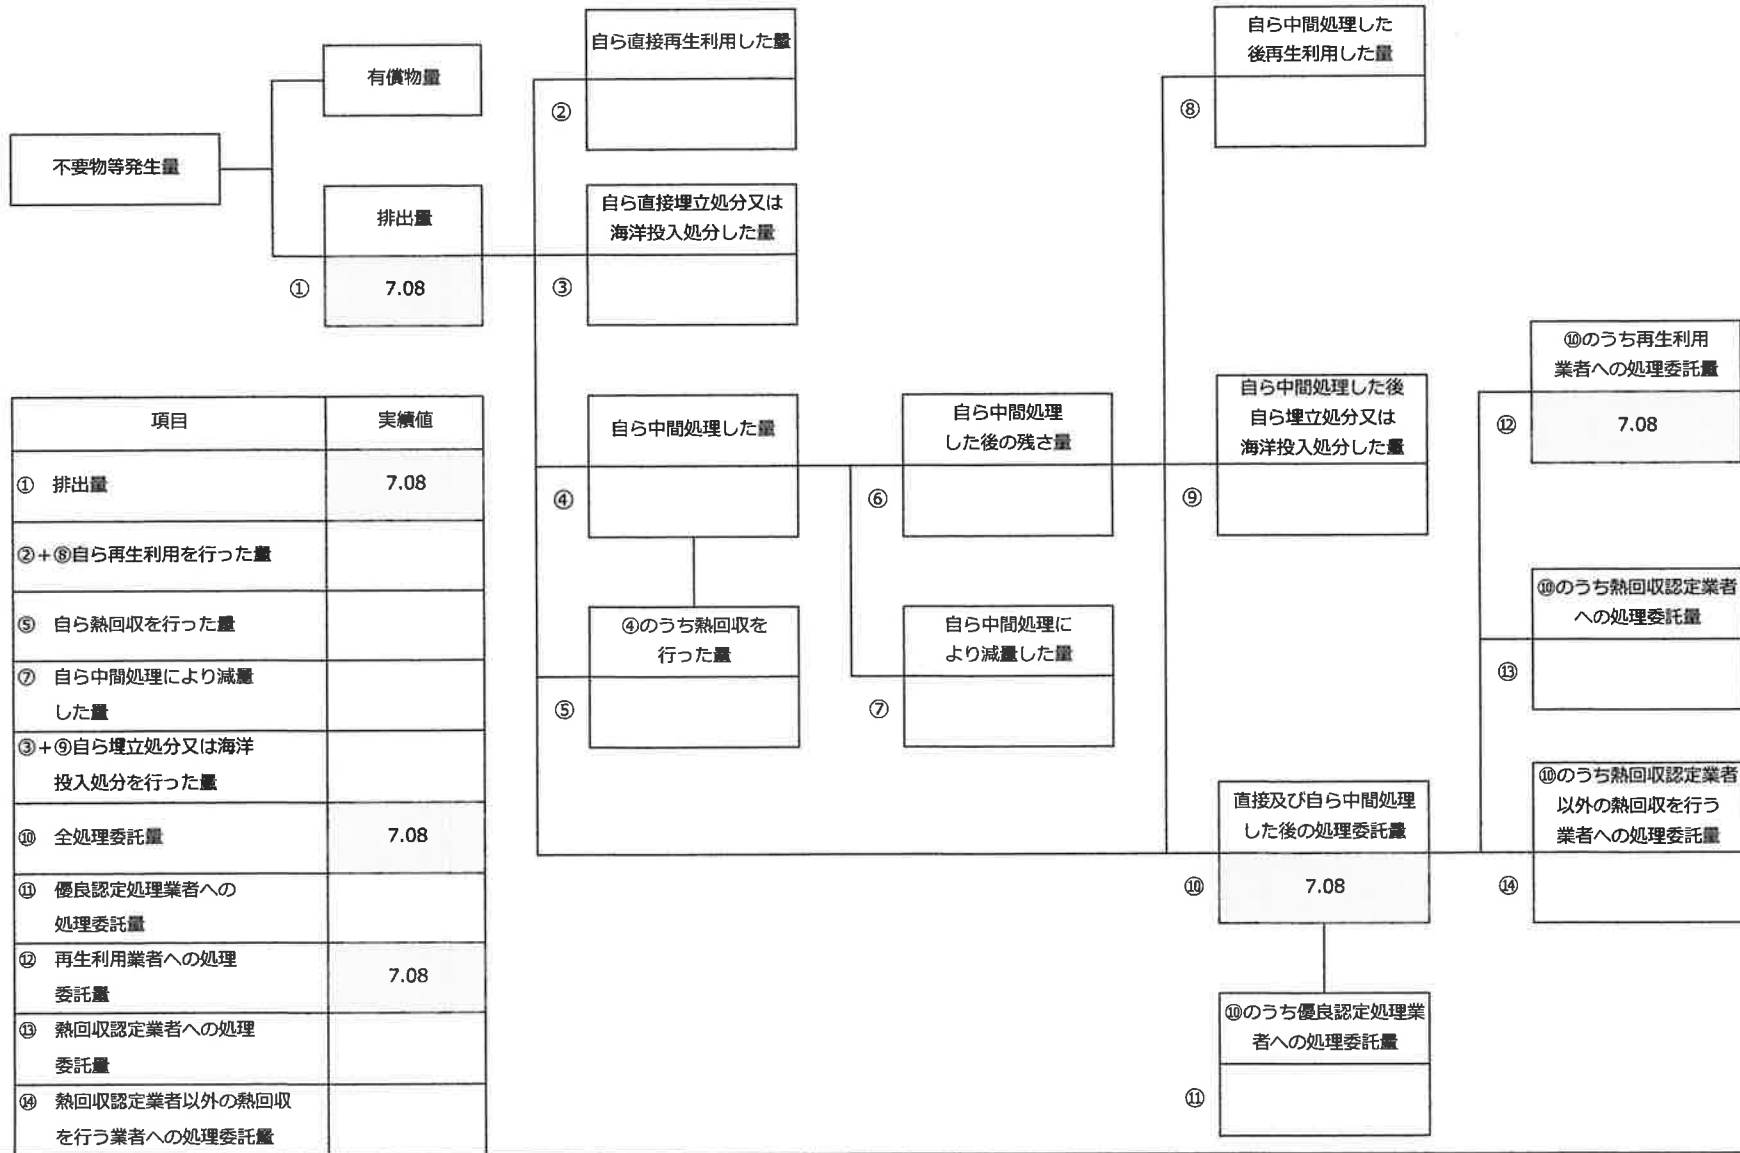 不要物等発生量
有償物量
排出量
① 7.08
自ら直接再生利用した量
②
自ら直接埋立処分又は
海洋投入処分した量
③
自ら中間処理した量
④
④のうち熱回収を
行った量
⑤
自ら中間処理
した後の残さ量
⑥
自ら中間処理に
より減量した量
⑦
自ら中間処理した
後再生利用した量
⑧
自ら中間処理した後
自ら埋立処分又は
海洋投入処分した量
⑨
直接及び自ら中間処理
した後の処理委託量
⑩ 7.08
⑩のうち優良認定処理業
者への処理委託量
⑪
⑩のうち再生利用
業者への処理委託量
⑫ 7.08
⑩のうち熱回収認定業者
への処理委託量
⑬
⑩のうち熱回収認定業者
以外の熱回収を行う
業者への処理委託量
⑭
項目 実績値
① 排出量 7.08
②+⑧自ら再生利用を行った量
⑤ 自ら熱回収を行った量
⑦ 自ら中間処理により減量
した量
③+⑨自ら埋立処分又は海洋
投入処分を行った量
⑩ 全処理委託量 7.08
⑪ 優良認定処理業者への
処理委託量
⑫ 再生利用業者への処理
委託量 7.08
⑬ 熱回収認定業者への処理
委託量
⑭ 熱回収認定業者以外の熱回収
を行う業者への処理委託量